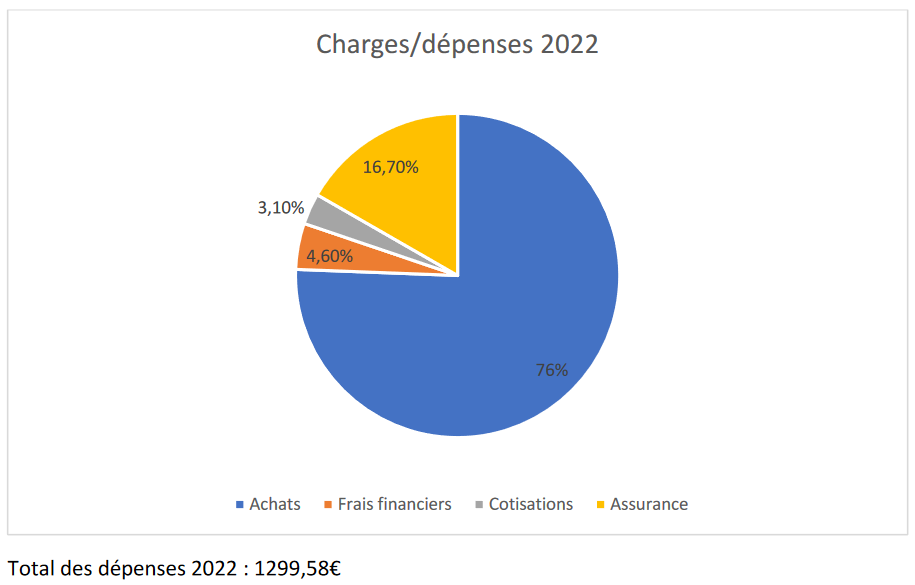 Charges/dépenses 2022
16,70%
3,10%
4,60%
76%
Achats Frais financiers Cotisations Assurance
Total des dépenses 2022 : 1299,58€